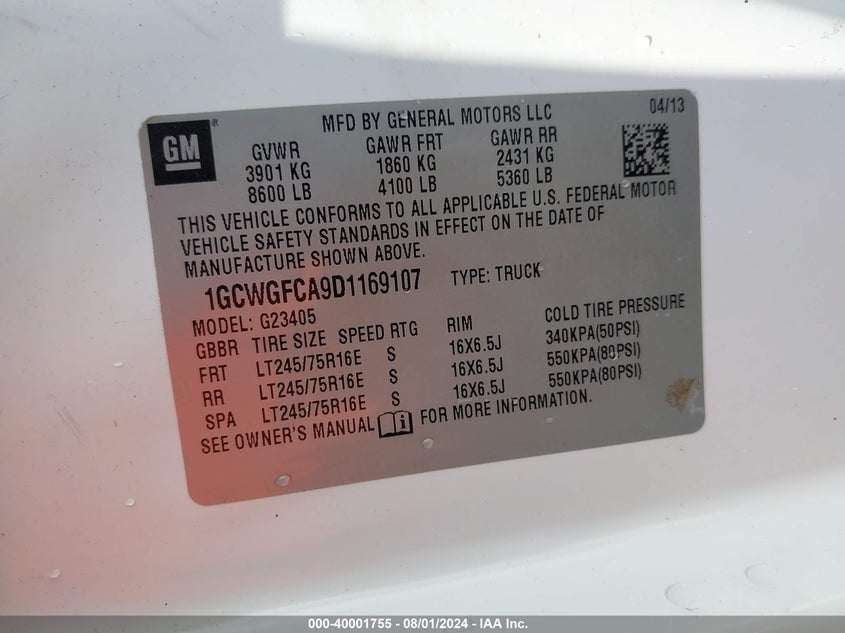 GM®
MFD BY GENERAL MOTORS LLC 04/13
GVWR GAWR FRT GAWR RR
3901 KG 1860 KG 2431 KG
8600 LB 4100 LB 5360 LB
THIS VEHICLE CONFORMS TO ALL APPLICABLE U.S. FEDERAL MOTOR
VEHICLE SAFETY STANDARDS IN EFFECT ON THE DATE OF
MANUFACTURE SHOWN ABOVE.
1GCWGFCA9D1169107 TYPE: TRUCK
MODEL: G23405
GBBR TIRE SIZE SPEED RTG RIM COLD TIRE PRESSURE
FRT LT245/75R16E S 16X6.5J 340KPA(50PSI)
RR LT245/75R16E S 16X6.5J 550KPA(80PSI)
SPA LT245/75R16E S 16X6.5J 550KPA(80PSI)
SEE OWNER'S MANUAL FOR MORE INFORMATION.
000-40001755 - 08/01/2024 - IAA Inc.